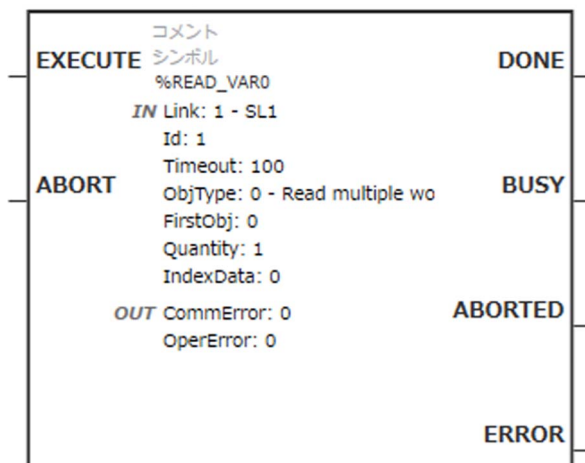 コメント
EXECUTE シンボル DONE
%READ_VAR0
IN Link: 1 - SL1
Id: 1
Timeout: 100
ABORT ObjType: 0 - Read multiple wo BUSY
FirstObj: 0
Quantity: 1
IndexData: 0
OUT CommError: 0 ABORTED
OperError: 0
ERROR